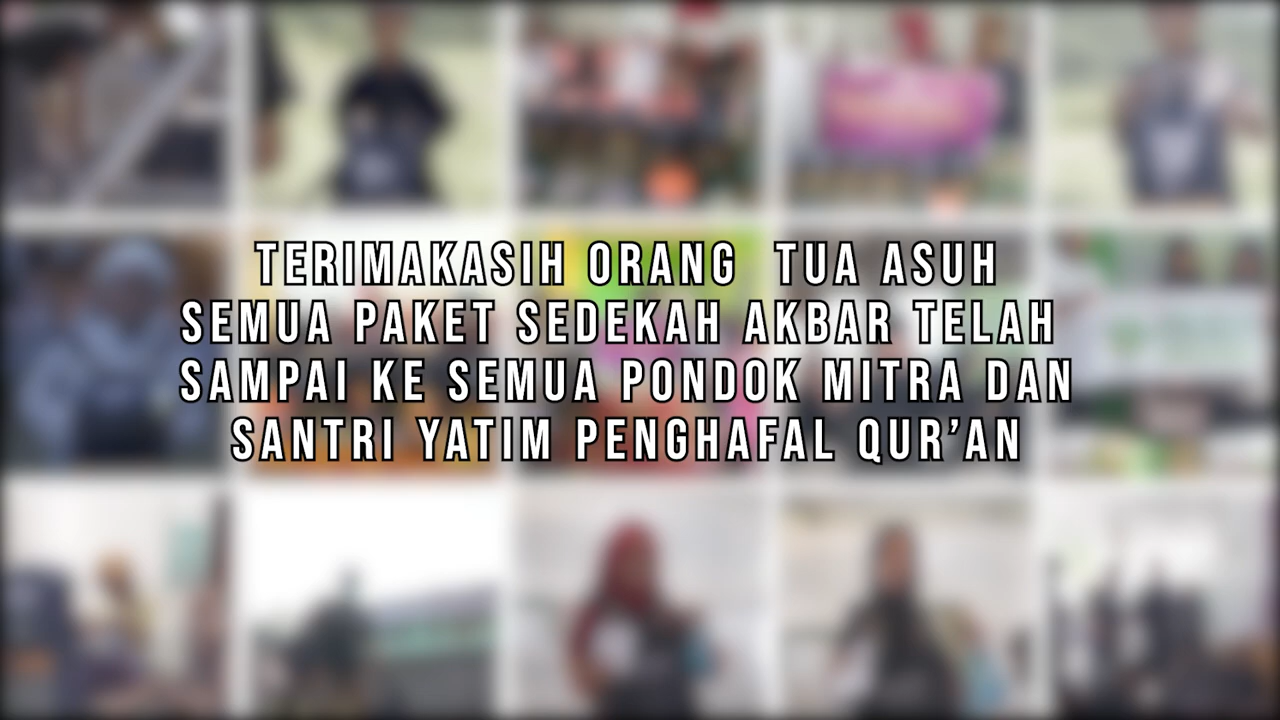 TERIMAKASIH ORANG TUA ASUH
SEMUA PAKET SEDEKAH AKBAR TELAH
SAMPAI KE SEMUA PONDOK MITRA DAN
SANTRI YATIM PENGHAFAL QUR’AN